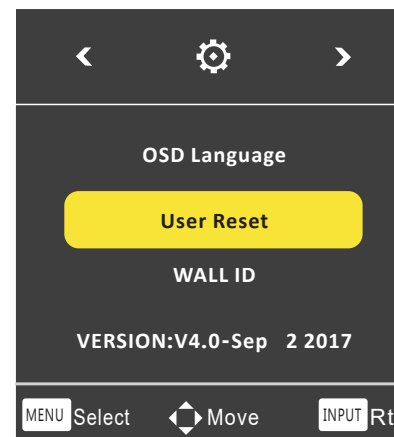 OSD Language
User Reset
WALL ID
VERSION:V4.0-Sep 2 2017
MENU Select Move INPUT Rt